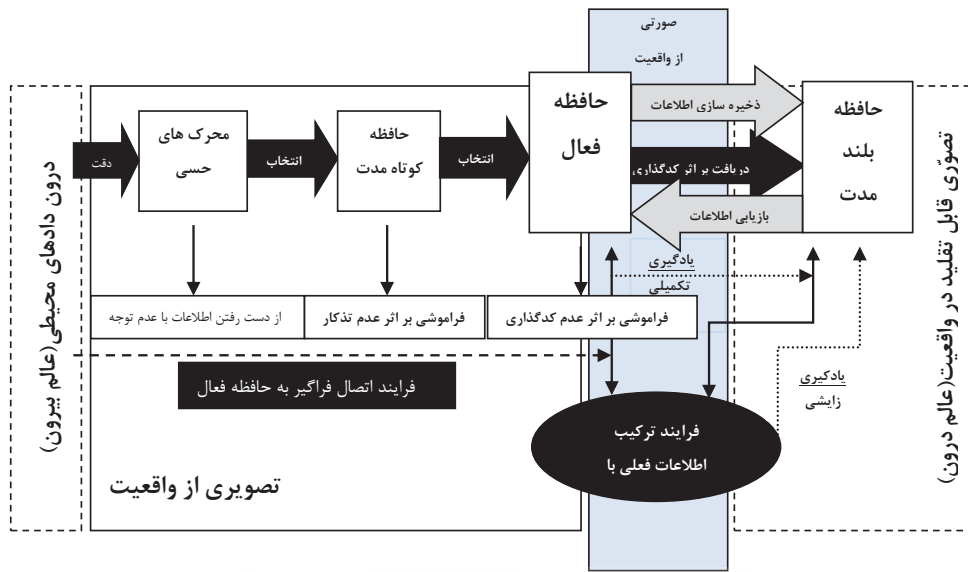 صورتی
از واقعیت
درون دادهای محیطی(عالم بیرون)
دقت
محرک های
حسی
انتخاب
حافظه
کوتاه مدت
انتخاب
حافظه
فعال
ذخیره سازی اطلاعات
دریافت بر اثر کدگذاری
بازیابی اطلاعات
حافظه
بلند
مدت
تصوّری قابل تقلید در واقعیت(عالم درون)
یادگیری
تکمیلی
از دست رفتن اطلاعات با عدم توجه
فراموشی بر اثر عدم تذکار
فراموشی بر اثر عدم کدگذاری
فرایند اتصال فراگیر به حافظه فعال
یادکیری
زایشی
فرایند ترکیب
اطلاعات فعلی با
تصویری از واقعیت